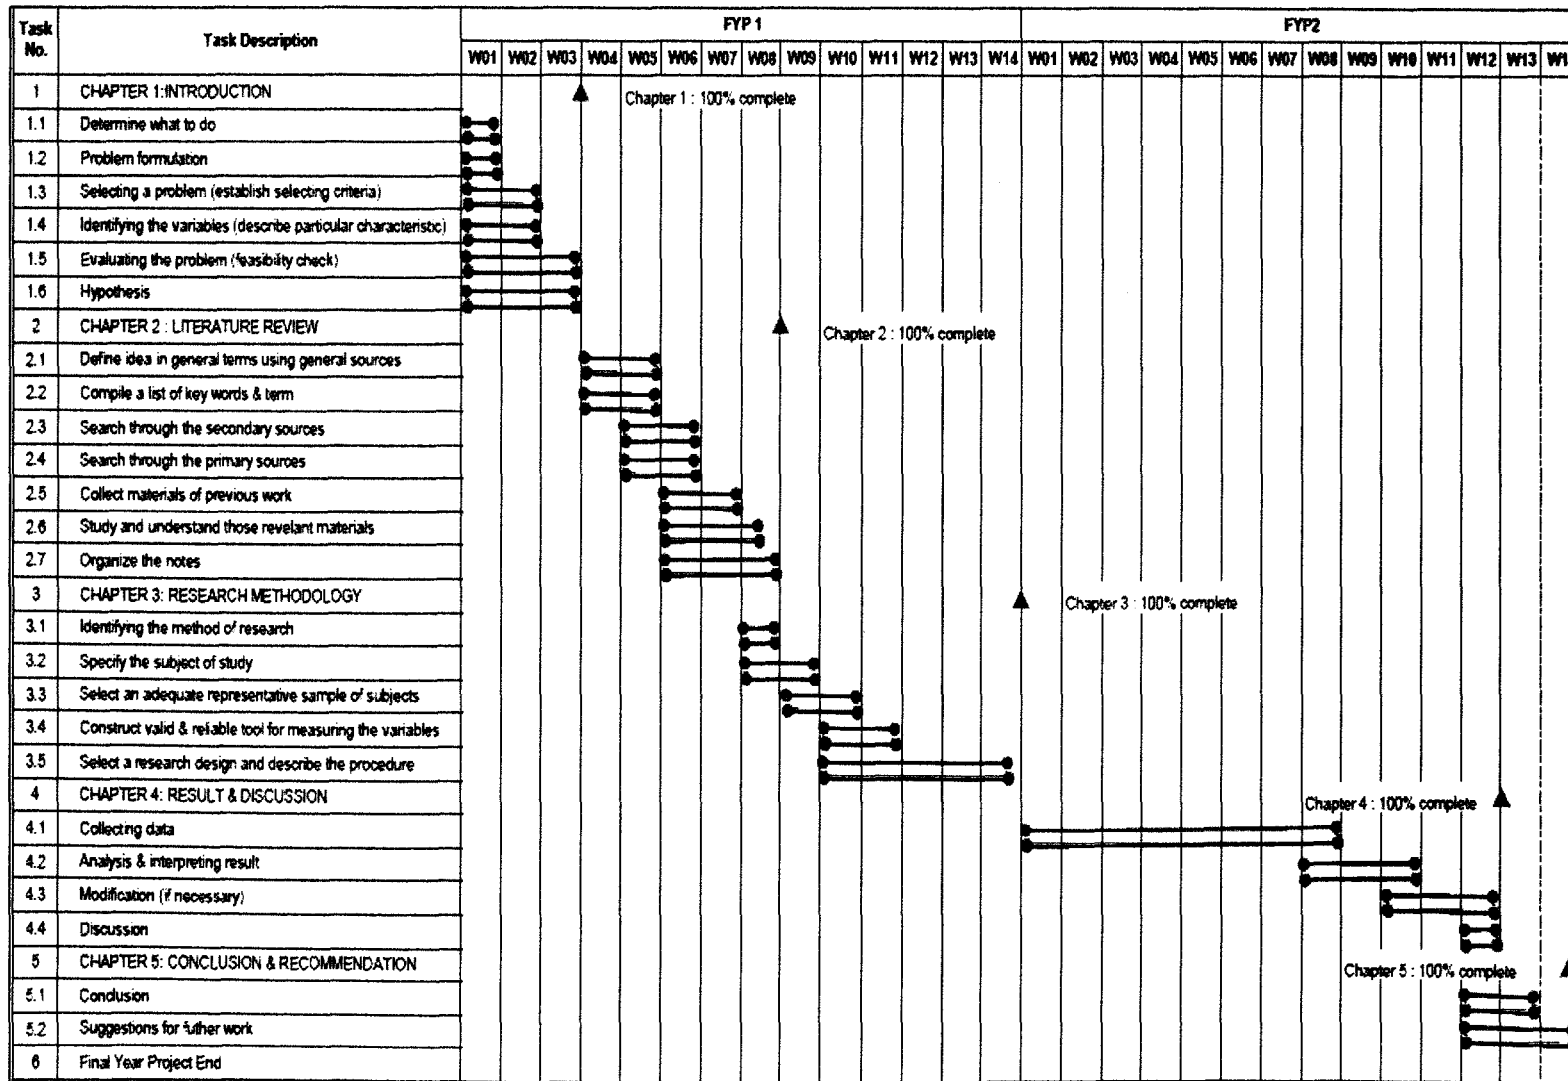 Task No. Task Description FYP 1 FYP2
W01 W02 W03 W04 W05 W06 W07 W08 W09 W10 W11 W12 W13 W14 W01 W02 W03 W04 W05 W06 W07 W08 W09 W10 W11 W12 W13
1 CHAPTER 1:INTRODUCTION Chapter 1 : 100% complete
1.1 Determine what to do
1.2 Problem formulation
1.3 Selecting a problem (establish selecting criteria)
1.4 Identifying the variables (describe particular characteristic)
1.5 Evaluating the problem (feasibility check)
1.6 Hypothesis
2 CHAPTER 2 : LITERATURE REVIEW Chapter 2 : 100% complete
2.1 Define idea in general terms using general sources
2.2 Compile a list of key words & term
2.3 Search through the secondary sources
2.4 Search through the primary sources
2.5 Collect materials of previous work
2.6 Study and understand those revelant materials
2.7 Organize the notes
3 CHAPTER 3: RESEARCH METHODOLOGY Chapter 3 : 100% complete
3.1 Identifying the method of research
3.2 Specify the subject of study
3.3 Select an adequate representative sample of subjects
3.4 Construct valid & reliable tool for measuring the variables
3.5 Select a research design and describe the procedure
4 CHAPTER 4: RESULT & DISCUSSION Chapter 4 : 100% complete
4.1 Collecting data
4.2 Analysis & interpreting result
4.3 Modification (if necessary)
4.4 Discussion
5 CHAPTER 5: CONCLUSION & RECOMMENDATION Chapter 5 : 100% complete
5.1 Conclusion
5.2 Suggestions for futher work
6 Final Year Project End